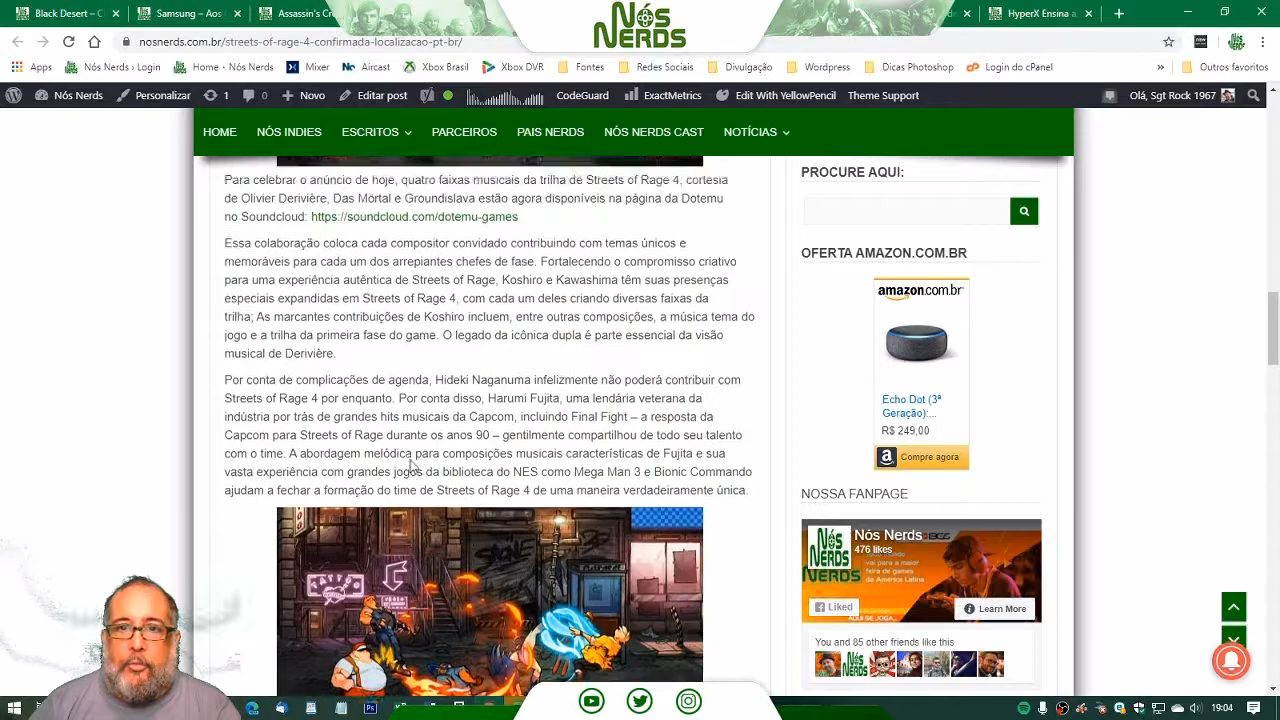 Black Desert -
Samsung – Aos
Assassin's Cre
NÓS
NERDS
HyperX Ensina a
nosnerds.com.br/streets-of-rage-4-confirmada-localizacao-pt-br/
Apps
Nós Nerds › Login
Home - Nós Nerds
Mixer
Aircast
Xbox Brasil
Xbox DVR
Fontes
Redes Sociais
Divulgação
Wordpress
Dicas Photoshop
Login do cPanel
»
Outros favoritos
Nós Nerds
Personalizar
1
0
Novo
Editar post
CodeGuard
ExactMetrics
Edit With YellowPencil
Theme Support
Olá, Sgt Rock 1967
HOME
NÓS INDIES
ESCRITOS
PARCEIROS
PAIS NERDS
NÓS NERDS CAST
NOTÍCIAS
Para celebrar o anúncio de hoje, quatro faixas musicais da trilha de Streets of Rage 4, cortesia
de Olivier Derivière, Das Mörtal e Groundislava estão agora disponíveis na página da Dotemu
no Soundcloud: https://soundcloud.com/dotemu-games
Essa colaboração coloca cada compositor convidado contribuindo com temas únicos e
memoráveis para cada um dos arrepiantes chefes de fase. Fortalecendo o compromisso criativo
para uma experiência autêntica de Streets of Rage, Koshiro e Kawashima têm suas presenças
especiais expandidas em Streets of Rage 4, com cada um deles criando diversas faixas da
trilha; As marcantes contribuições de Koshiro incluem, entre outras composições, a música tema do
jogo e a trilha da primeira fase do game. O legado da icônica dupla é parte essencial da visão
musical de Derivière.
Por conta de complicações de agenda, Hideki Naganuma infelizmente não poderá contribuir com
Streets of Rage 4 por enquanto. Por conta disso, Harumi Fujita, uma lendária veterana da
indústria por trás de grandes hits musicais da Capcom, incluindo Final Fight – a resposta da
Capcom para Streets of Rage durante os anos 90 – gentilmente compartilhou de todo seu talento
com o time. A abordagem melódica para composições musicais características de Fujita e sua
vasta experiência com grandes jogos da biblioteca do NES como Mega Man 3 e Bionic Commando
ajudam a fechar a formação do time de Streets of Rage 4 de uma maneira verdadeiramente única.
PROCURE AQUI:
OFERTA AMAZON.COM.BR
amazon.com.br
Echo Dot (3ª
Geração):...
R$ 249,00
Compre agora
NOSSA FANPAGE
NÓS
NERDS
Nós Nerds
476 likes
vai para a maior
feira de games
da América Latina
Liked
Learn More
AQUI SE JOGA
You and 85 other friends like this
19:04